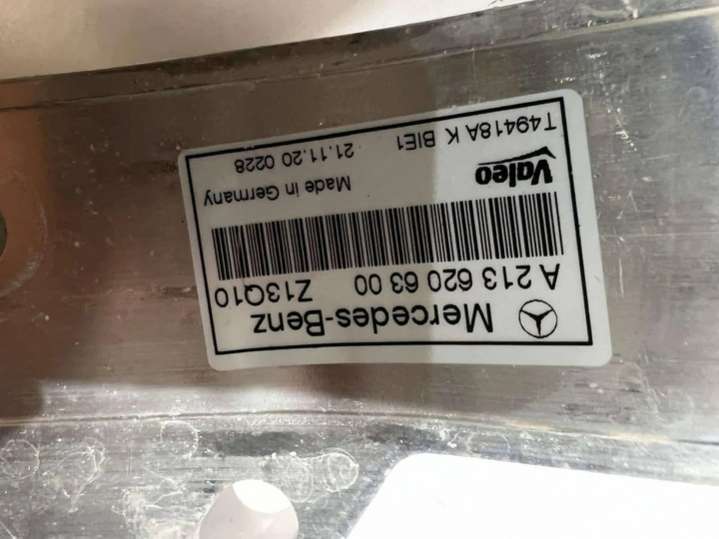 Mercedes-Benz
A 213 620 63 00 Z13Q10
Valeo Made in Germany
T49418A K BIE1 21.11.20 0228